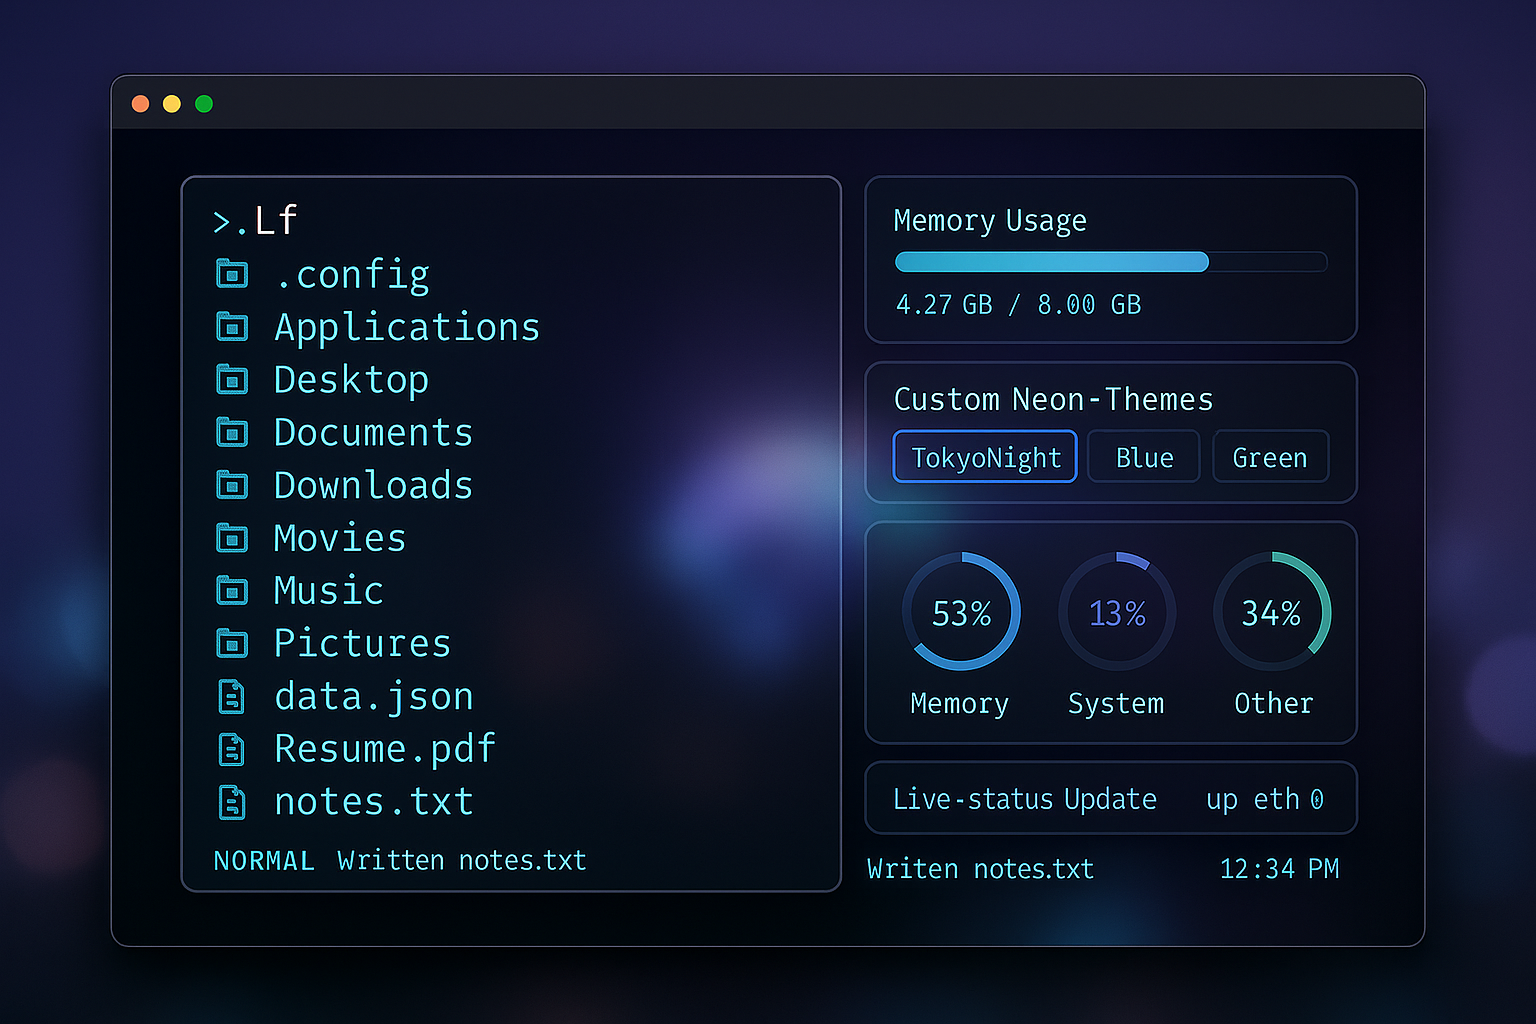 >.Lf
.config
Applications
Desktop
Documents
Downloads
Movies
Music
Pictures
data.json
Resume.pdf
notes.txt
NORMAL Written notes.txt
Memory Usage
4.27 GB / 8.00 GB
Custom Neon-Themes
TokyoNight Blue Green
53% 13% 34%
Memory System Other
Live-status Update up eth 0
Writen notes.txt 12:34 PM